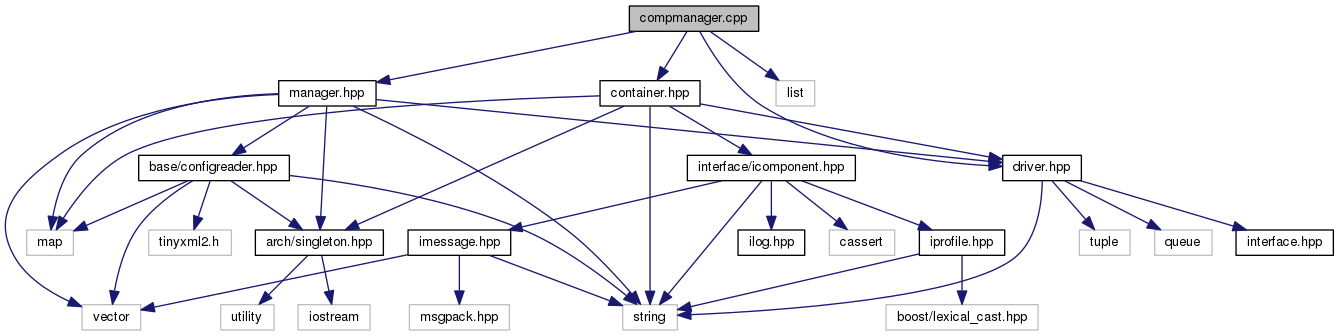 compmanager.cpp
manager.hpp
container.hpp
list
base/configreader.hpp
interface/icomponent.hpp
driver.hpp
map
tinyxml2.h
arch/singleton.hpp
imessage.hpp
ilog.hpp
cassert
iprofile.hpp
tuple
queue
interface.hpp
vector
utility
iostream
msgpack.hpp
string
boost/lexical_cast.hpp